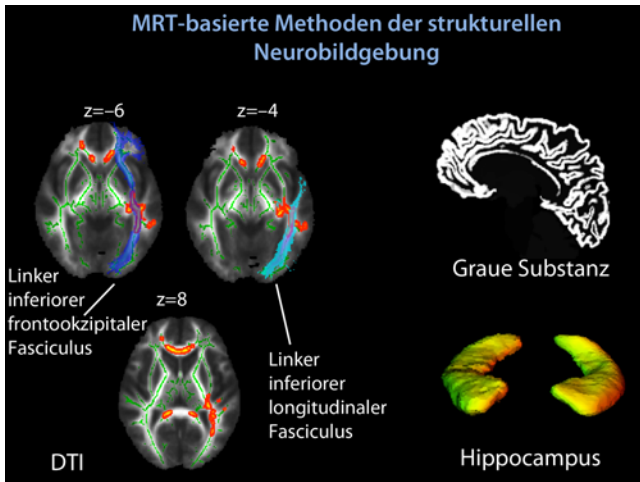 MRT-basierte Methoden der strukturellen
Neurobildgebung
z=–6
z=–4
Linker
inferiorer
frontookzipitaler
Fasciculus
z=8
Linker
inferiorer
longitudinaler
Fasciculus
DTI
Graue Substanz
Hippocampus